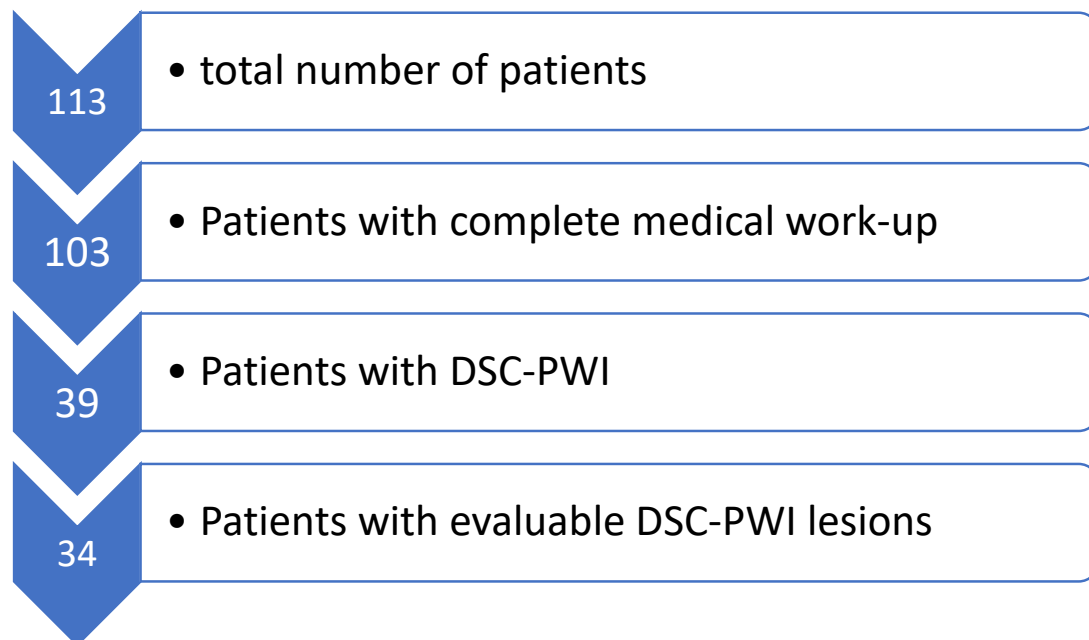 113
• total number of patients
103
• Patients with complete medical work-up
39
• Patients with DSC-PWI
34
• Patients with evaluable DSC-PWI lesions